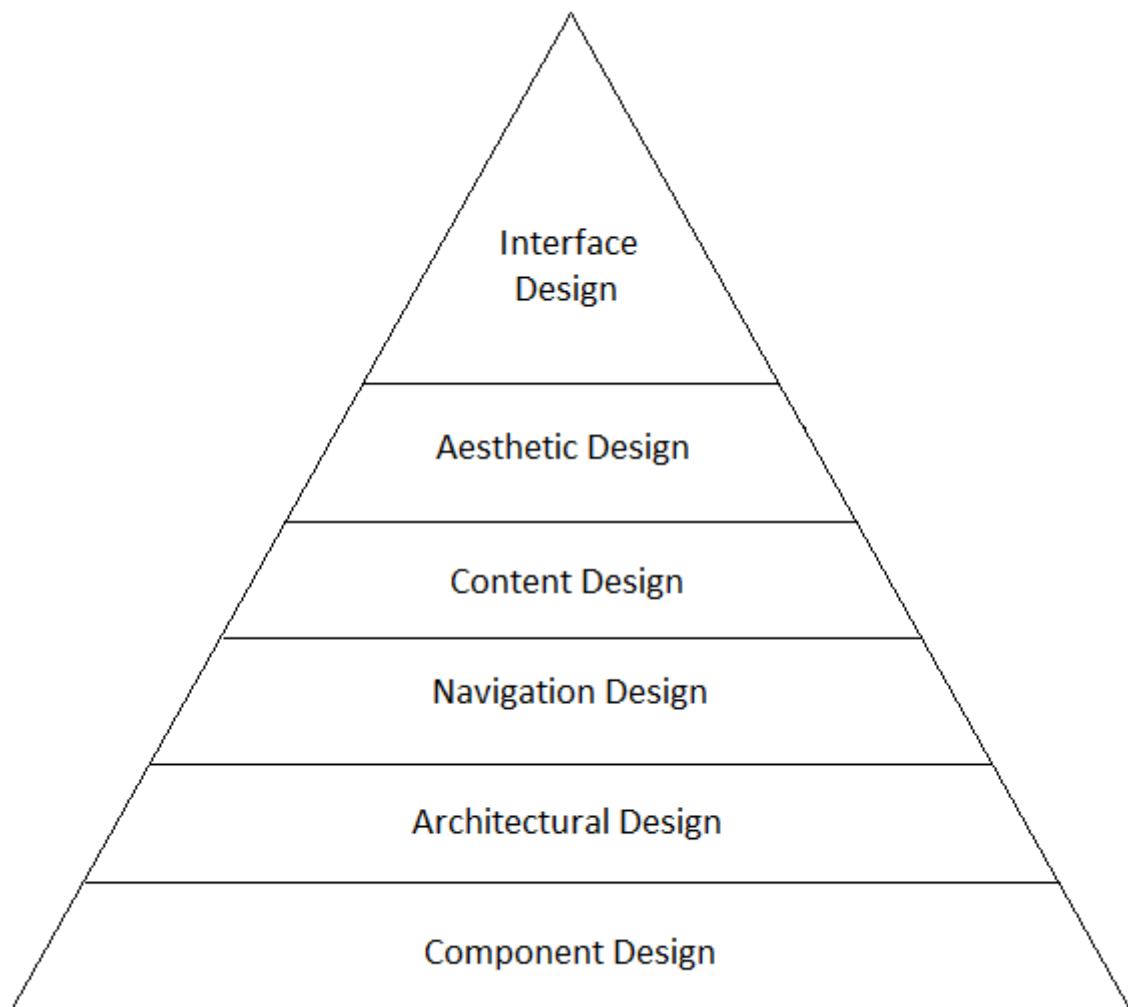 Interface
Design
Aesthetic Design
Content Design
Navigation Design
Architectural Design
Component Design